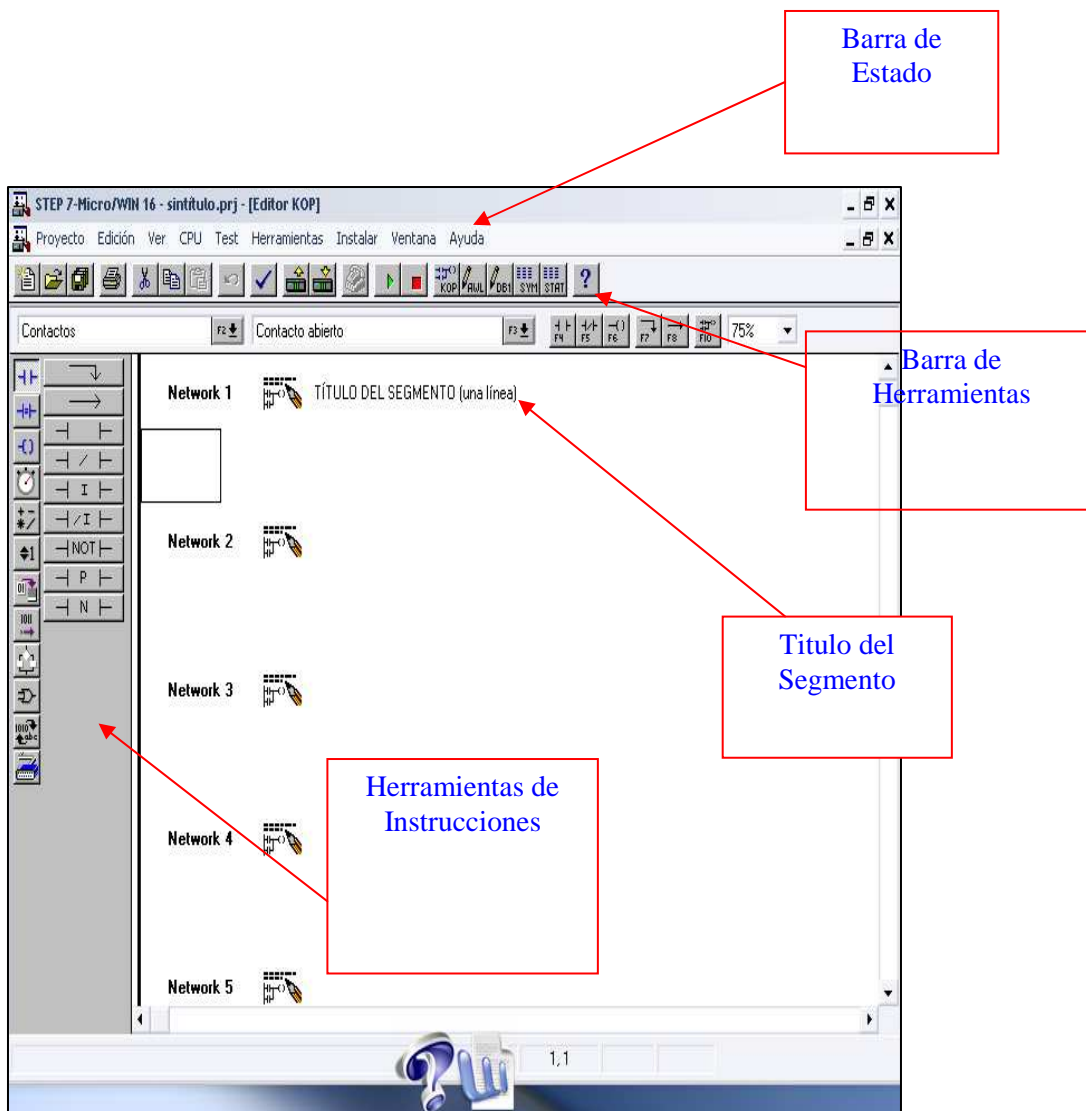 Barra de
Estado
STEP 7-Micro/WIN 16 - sintítulo.prj - [Editor KOP]
Proyecto Edición Ver CPU Test Herramientas Instalar Ventana Ayuda
KOP AWL DB1 SYM STAT ?
Contactos F2 Contacto abierto F3 F4 F5 F6 F7 F8 F10 75%
Barra de
Herramientas
Network 1 TÍTULO DEL SEGMENTO (una línea)
/
I
/I
Network 2
NOT
P
N
Titulo del
Segmento
Network 3
Herramientas de
Instrucciones
Network 4
Network 5
1,1